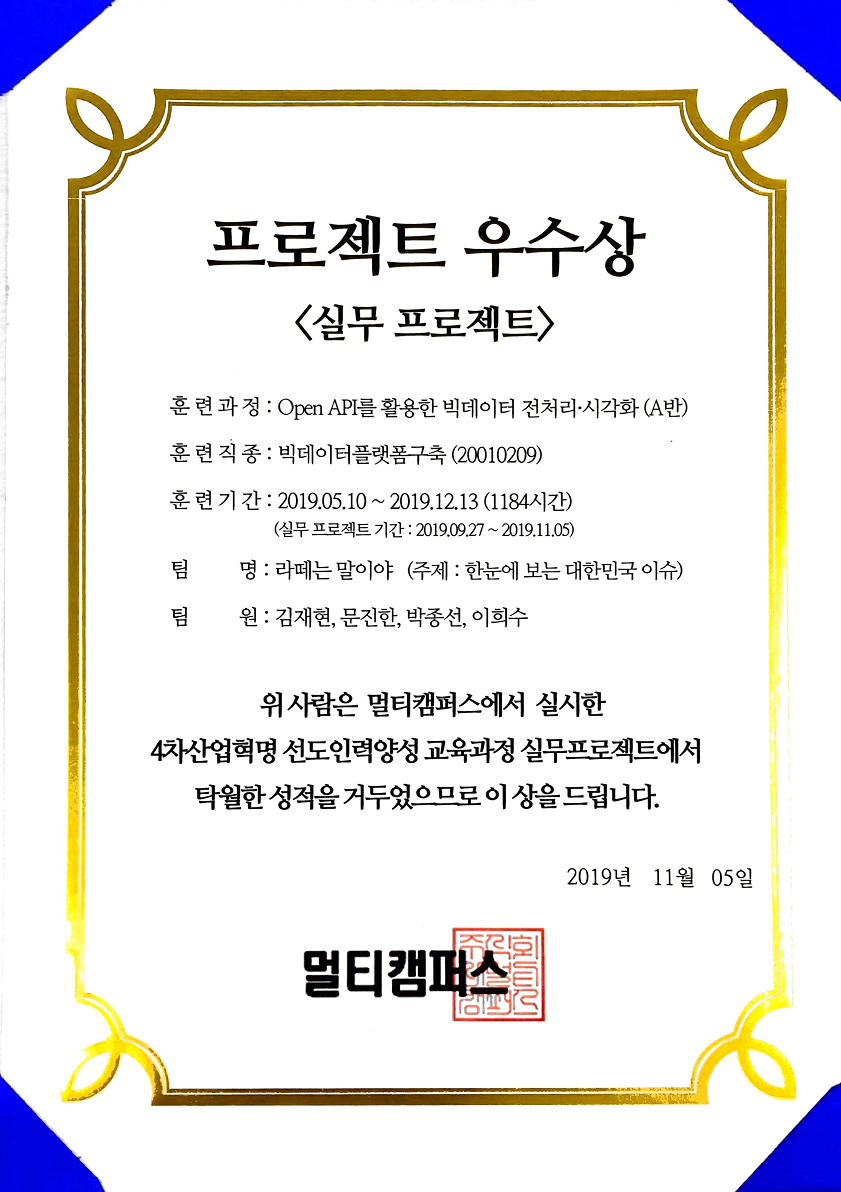 프로젝트 우수상
<실무 프로젝트>
훈련과정 : Open API를 활용한 빅데이터 전처리·시각화 (A반)
훈련직종 : 빅데이터플랫폼구축 (20010209)
훈련기간 : 2019.05.10 ~ 2019.12.13 (1184시간)
(실무 프로젝트 기간 : 2019.09.27 ~ 2019.11.05)
팀 명 : 라떼는 말이야 (주제 : 한눈에 보는 대한민국 이슈)
팀 원 : 김재현, 문진한, 박종선, 이희수
위 사람은 멀티캠퍼스에서 실시한
4차산업혁명 선도인력양성 교육과정 실무프로젝트에서
탁월한 성적을 거두었으므로 이 상을 드립니다.
2019년 11월 05일
멀티캠퍼스